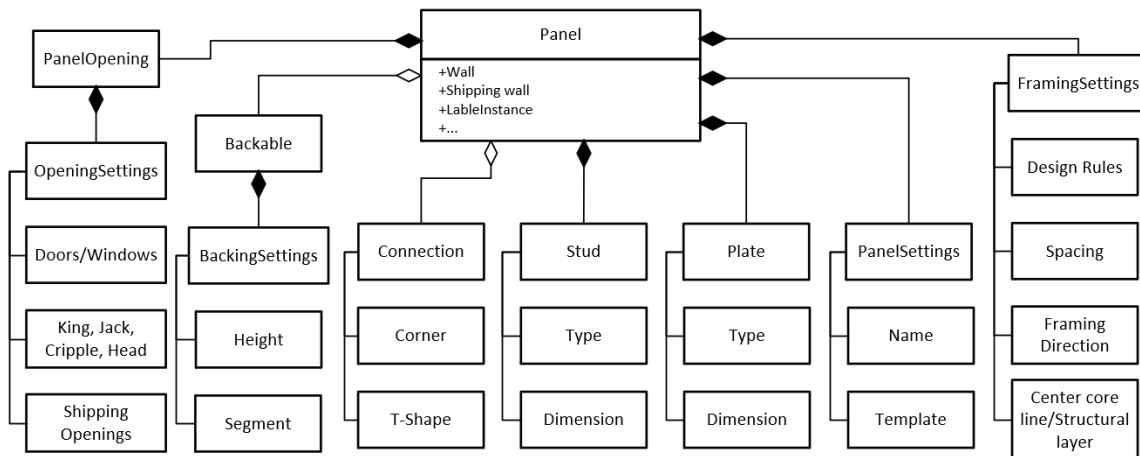 Panel
+Wall
+Shipping wall
+LableInstance
+...
PanelOpening
OpeningSettings
Doors/Windows
King, Jack,
Cripple, Head
Shipping
Openings
Backable
BackingSettings
Height
Segment
Connection
Corner
T-Shape
Stud
Type
Dimension
Plate
Type
Dimension
PanelSettings
Name
Template
FramingSettings
Design Rules
Spacing
Framing
Direction
Center core
line/Structural
layer